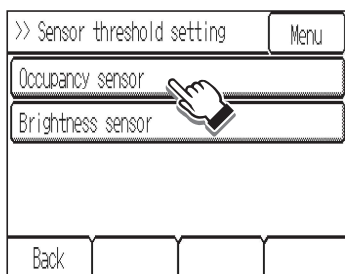 >> Sensor threshold setting
Menu
Occupancy sensor
Brightness sensor
Back